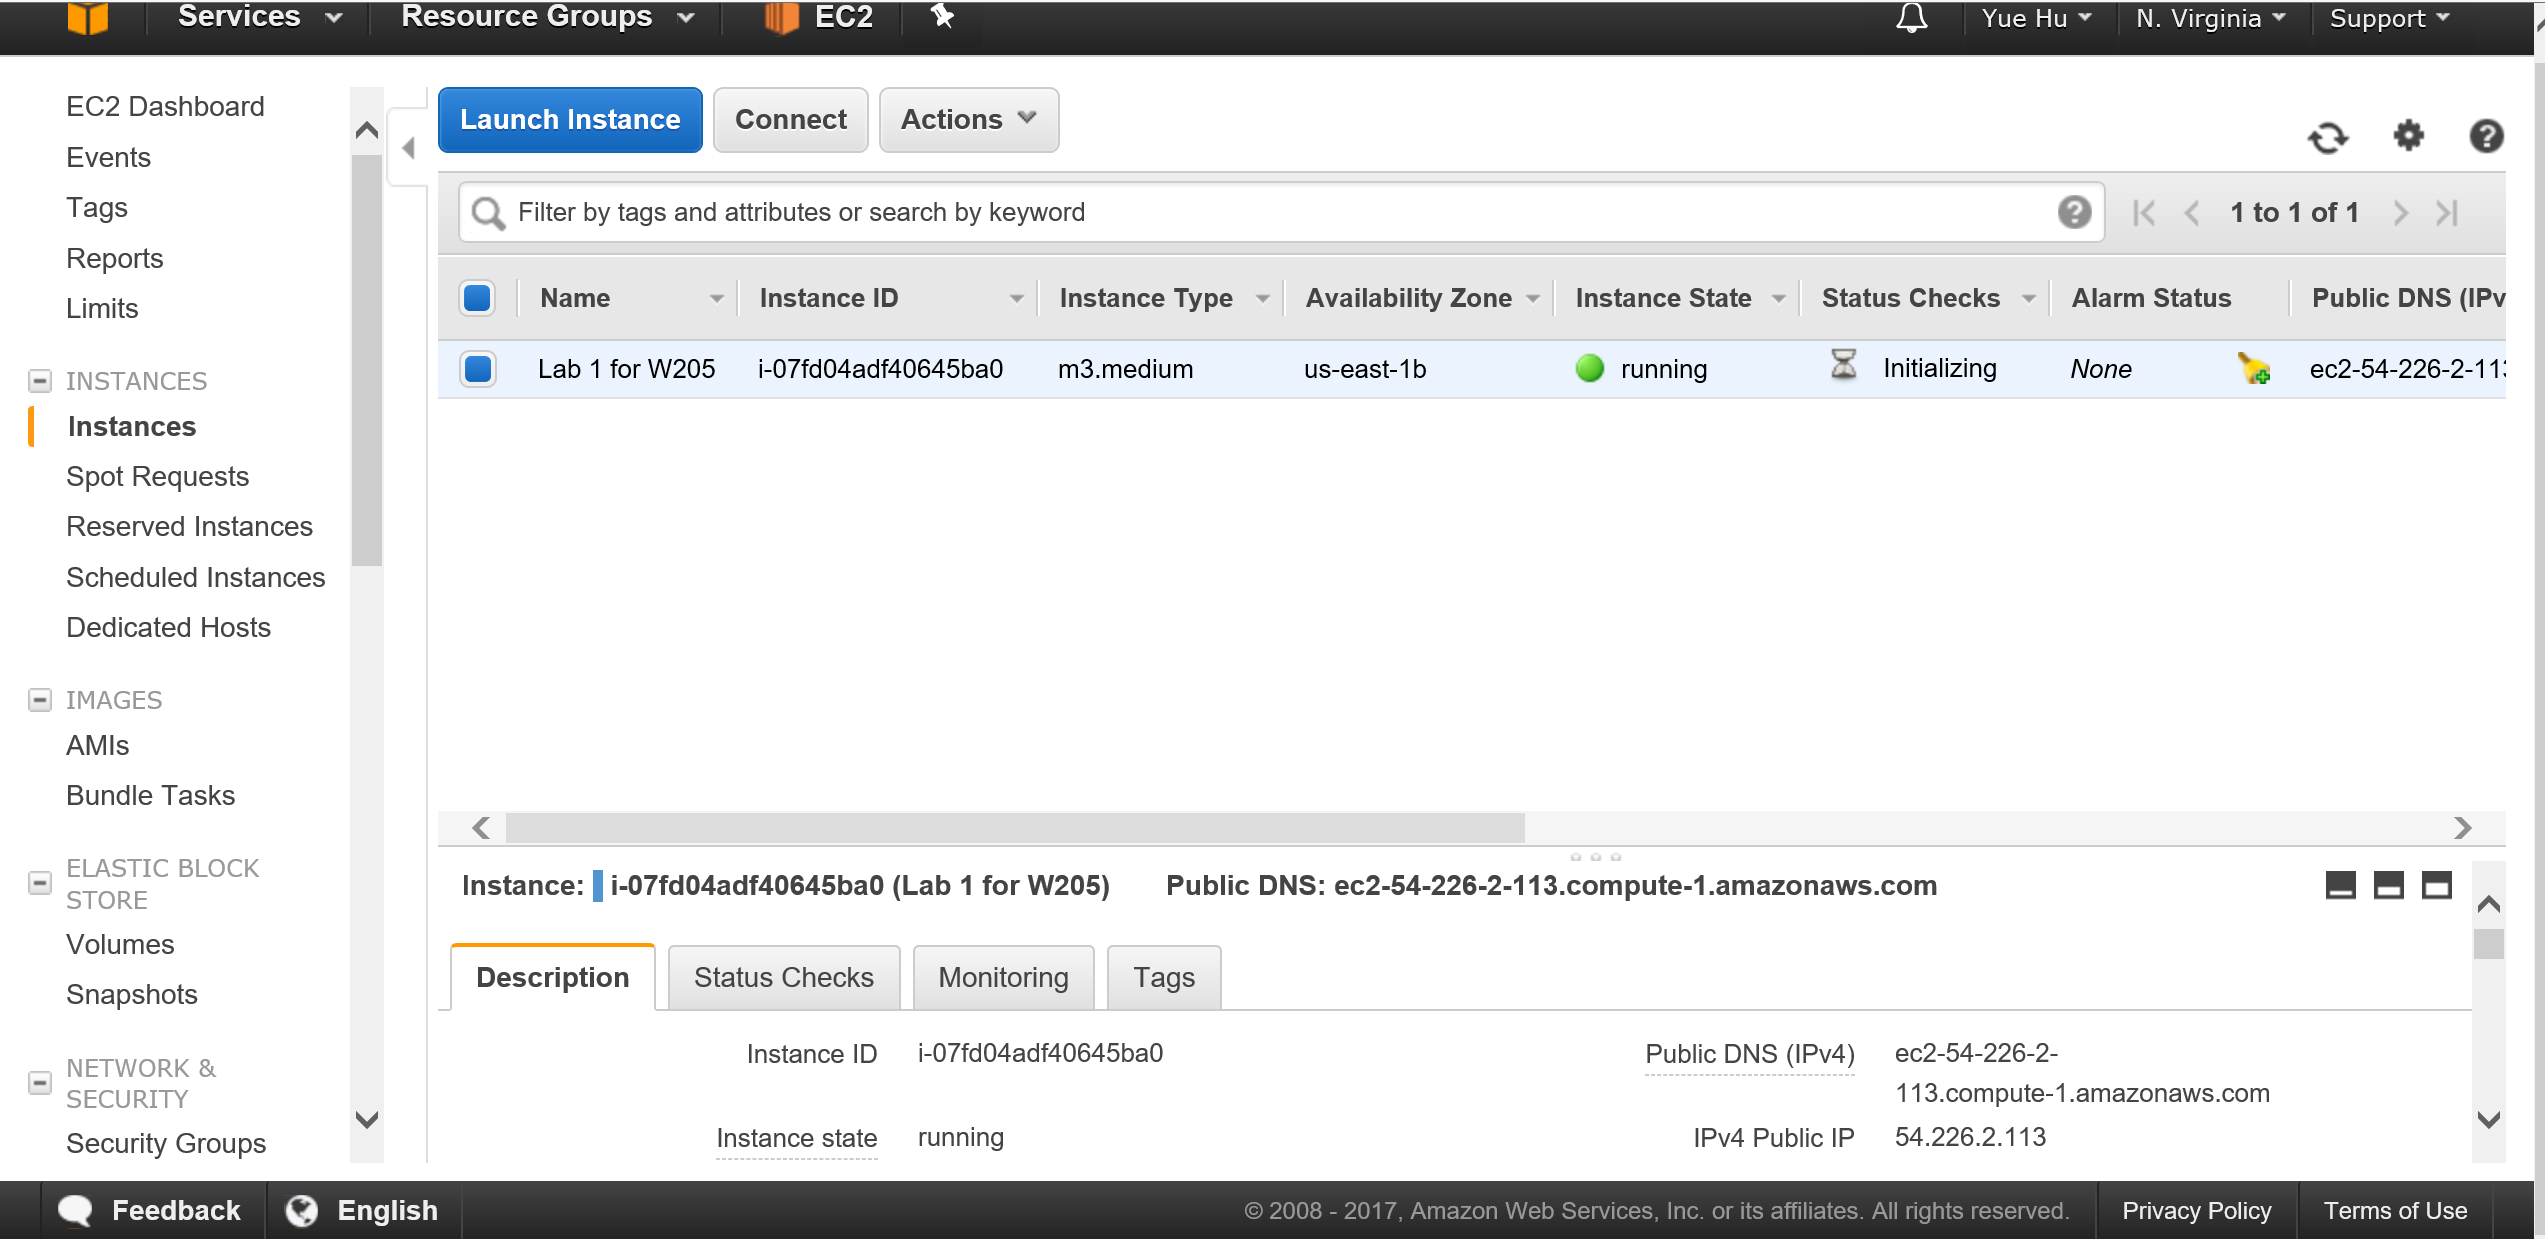 Services
Resource Groups
EC2
Yue Hu
N. Virginia
Support
EC2 Dashboard
Events
Tags
Reports
Limits
INSTANCES
Instances
Spot Requests
Reserved Instances
Scheduled Instances
Dedicated Hosts
IMAGES
AMIs
Bundle Tasks
ELASTIC BLOCK
STORE
Volumes
Snapshots
NETWORK &
SECURITY
Security Groups
Launch Instance
Connect
Actions
Filter by tags and attributes or search by keyword
1 to 1 of 1
Name
Instance ID
Instance Type
Availability Zone
Instance State
Status Checks
Alarm Status
Public DNS (IPv
Lab 1 for W205
i-07fd04adf40645ba0
m3.medium
us-east-1b
running
Initializing
None
ec2-54-226-2-113
Instance: i-07fd04adf40645ba0 (Lab 1 for W205)
Public DNS: ec2-54-226-2-113.compute-1.amazonaws.com
Description
Status Checks
Monitoring
Tags
Instance ID
i-07fd04adf40645ba0
Public DNS (IPv4)
ec2-54-226-2-
113.compute-1.amazonaws.com
Instance state
running
IPv4 Public IP
54.226.2.113
Feedback
English
© 2008 - 2017, Amazon Web Services, Inc. or its affiliates. All rights reserved.
Privacy Policy
Terms of Use